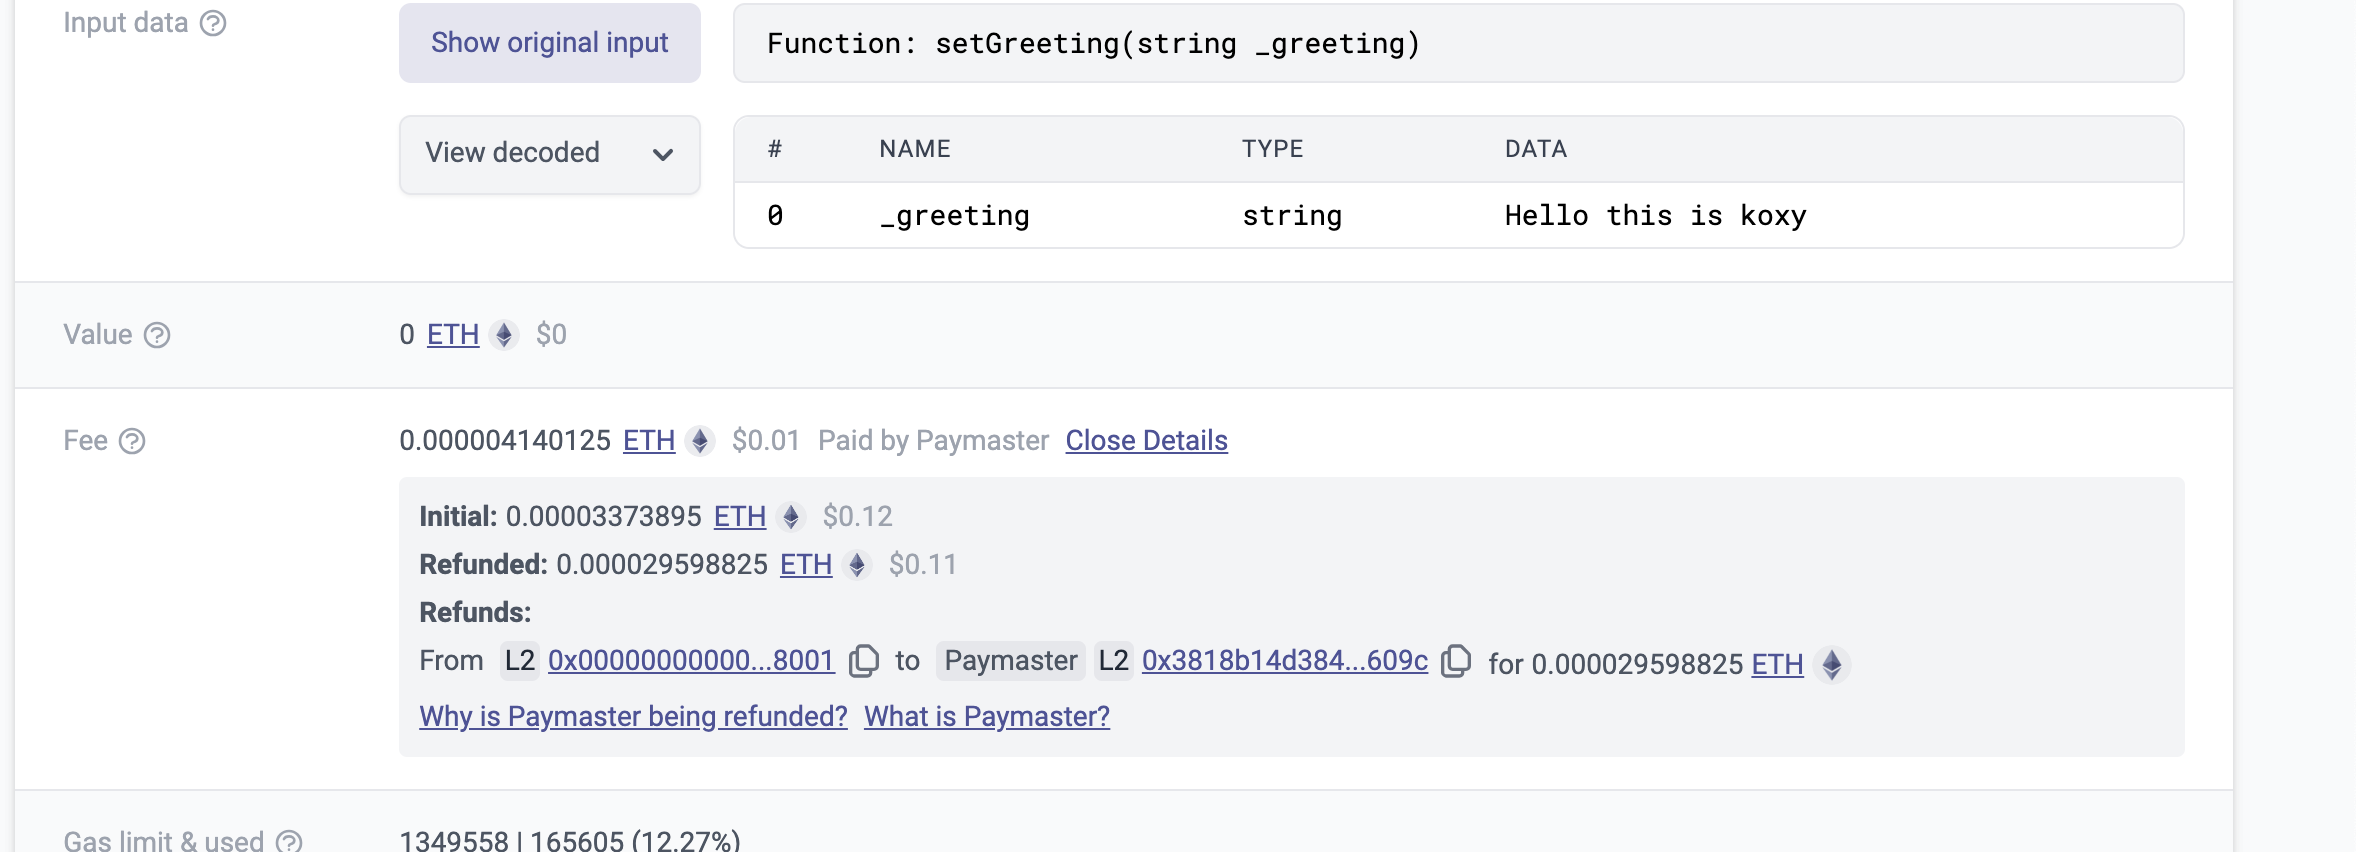 Input data
Show original input
Function: setGreeting(string _greeting)
View decoded
# NAME TYPE DATA
0 _greeting string Hello this is koxy
Value 0 ETH $0
Fee 0.000004140125 ETH $0.01 Paid by Paymaster Close Details
Initial: 0.00003373895 ETH $0.12
Refunded: 0.000029598825 ETH $0.11
Refunds:
From L2 0x00000000000...8001 to Paymaster L2 0x3818b14d384...609c for 0.000029598825 ETH
Why is Paymaster being refunded? What is Paymaster?
Gas limit & used 1349558 | 165605 (12.27%)